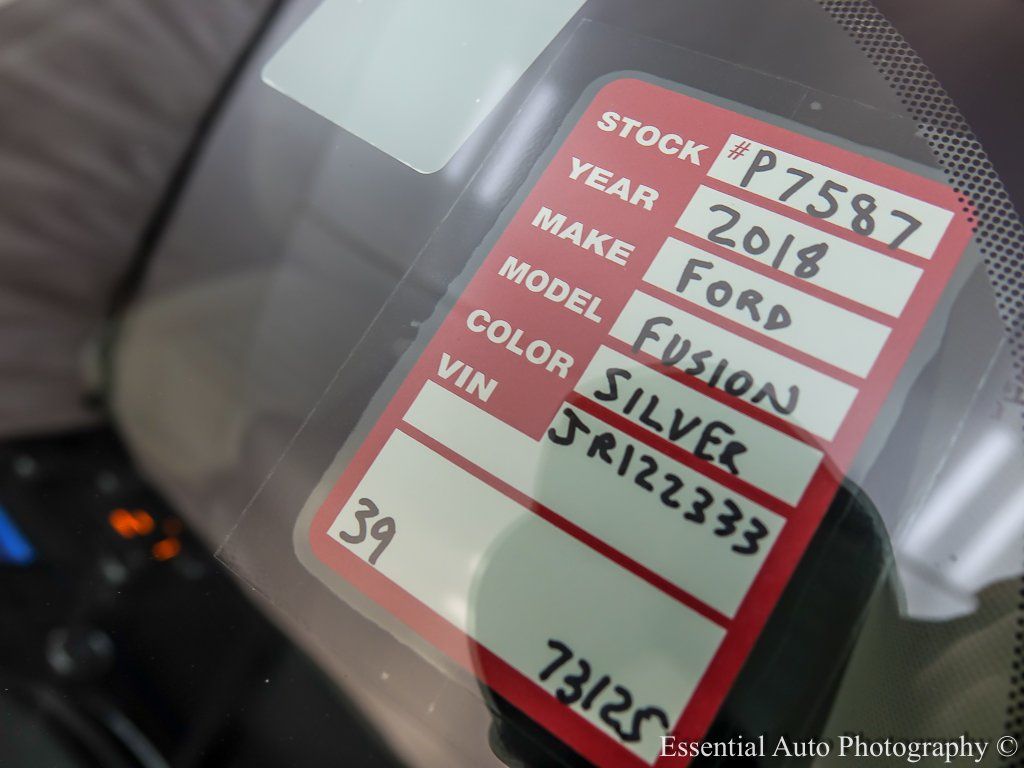 STOCK #P7587
YEAR 2018
MAKE FORD
MODEL FUSION
COLOR SILVER
VIN JR122333
39
73125
Essential Auto Photography ©